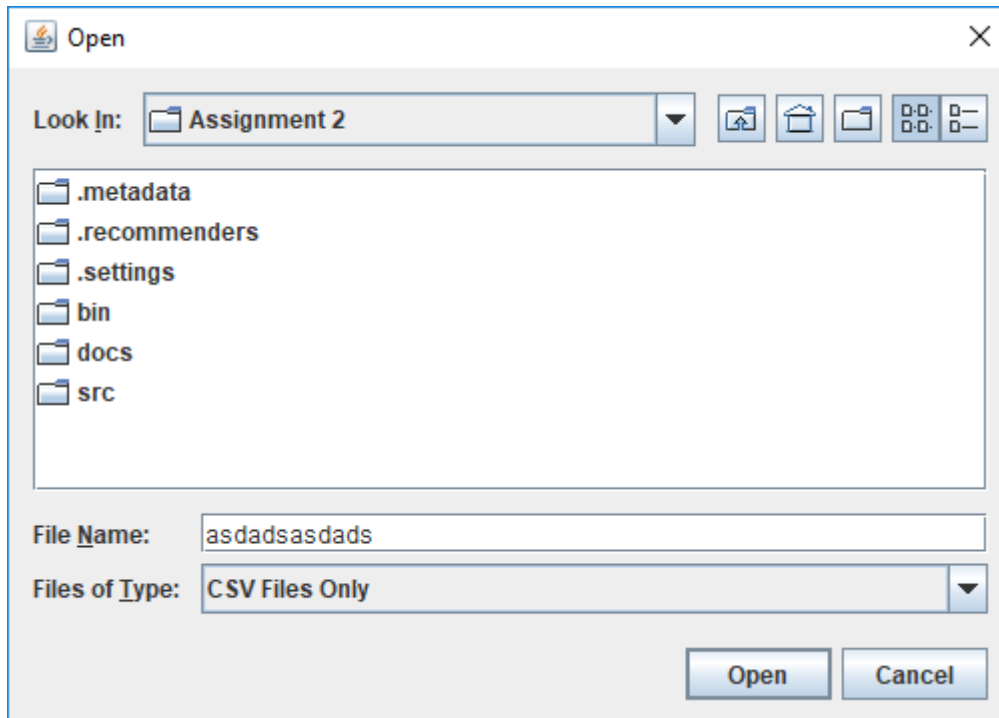 Open
Look In: Assignment 2
.metadata
.recommenders
.settings
bin
docs
src
File Name: asdadsasdads
Files of Type: CSV Files Only
Open Cancel